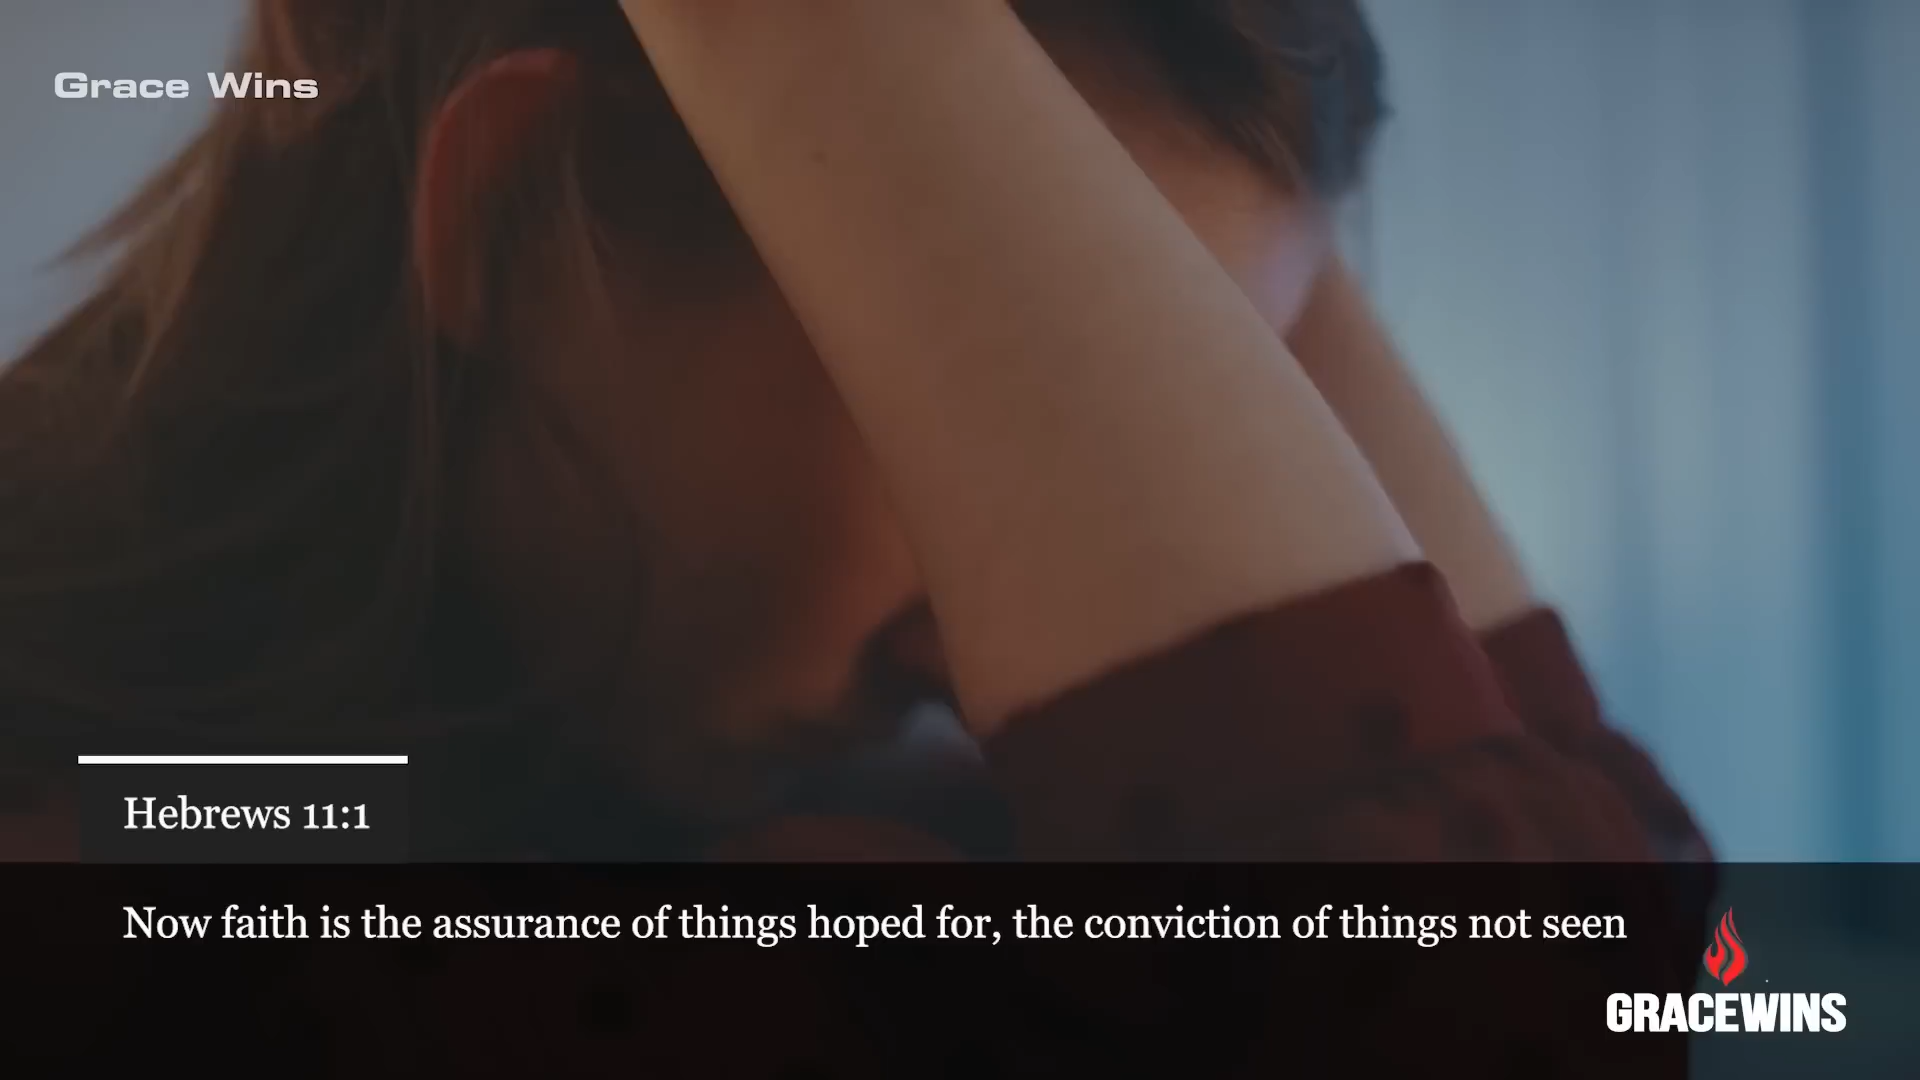 Grace Wins
Hebrews 11:1
Now faith is the assurance of things hoped for, the conviction of things not seen
GRACEWINS